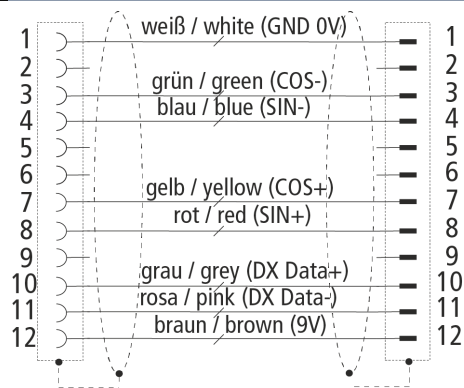 1 weiß / white (GND 0V) 1
2 2
3 grün / green (COS-) 3
4 blau / blue (SIN-) 4
5 5
6 6
7 gelb / yellow (COS+) 7
8 rot / red (SIN+) 8
9 9
10 grau / grey (DX Data+) 10
11 rosa / pink (DX Data-) 11
12 braun / brown (9V) 12